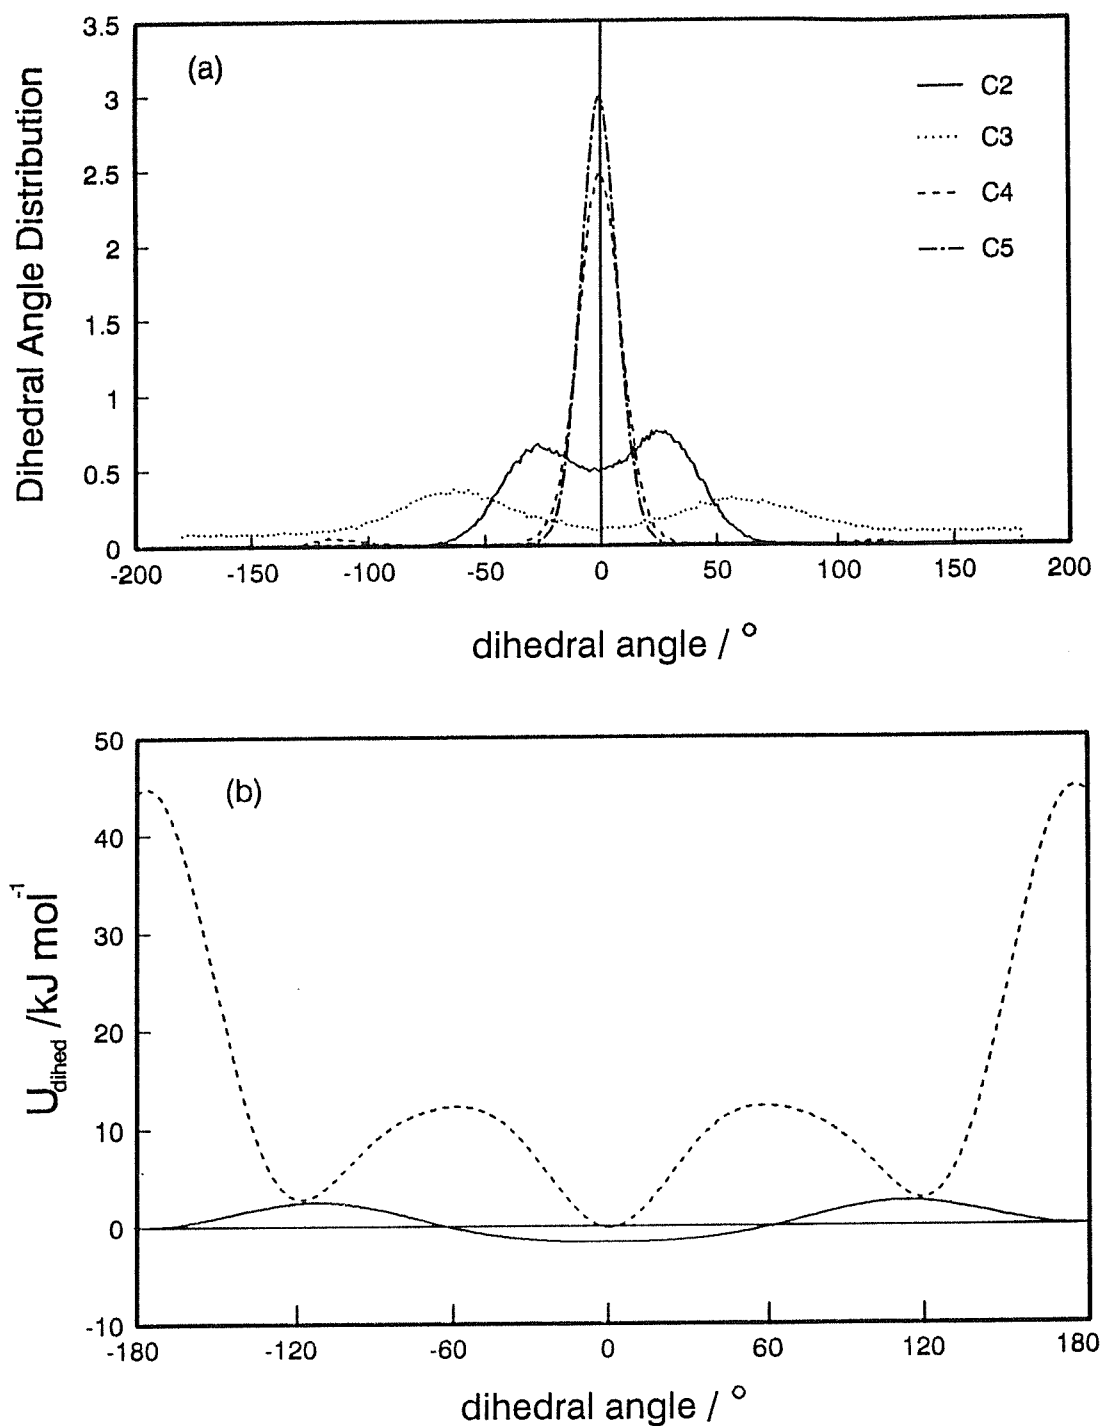 3.5
(a)
C2
3
C3
2.5
C4
2
C5
1.5
1
0.5
0
Dihedral Angle Distribution
-200 -150 -100 -50 0 50 100 150 200
dihedral angle / °
50
(b)
40
30
20
10
0
-10
U_dihed /kJ mol^-1
-180 -120 -60 0 60 120 180
dihedral angle / °